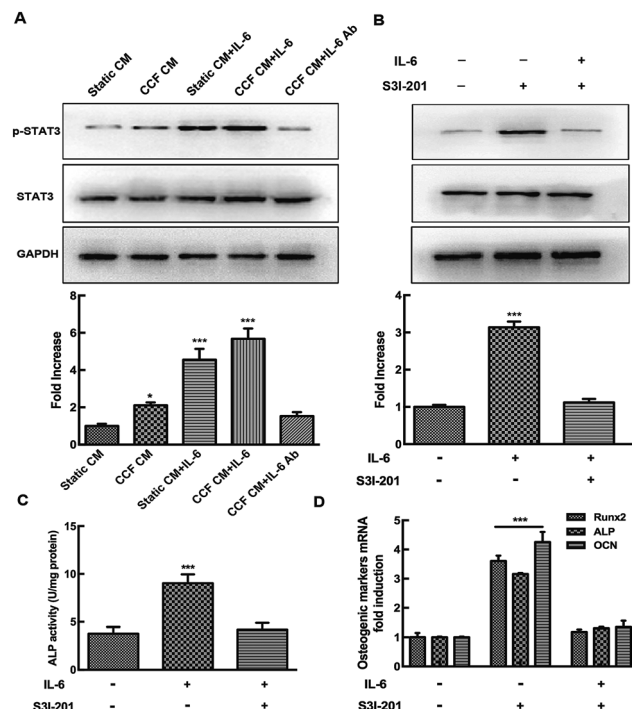 A
Static CM
CCF CM
Static CM+IL-6
CCF CM+IL-6
CCF CM+IL-6 Ab
p-STAT3
STAT3
GAPDH
Fold Increase
8
6
4
2
0
*
***
***
Static CM
CCF CM
Static CM+IL-6
CCF CM+IL-6
CCF CM+IL-6 Ab
B
IL-6 – – +
S3I-201 – + +
Fold Increase
4
3
2
1
0
***
IL-6 - + +
S3I-201 - - +
C
ALP activity (U/mg protein)
15
10
5
0
***
IL-6 - + +
S3I-201 - - +
D
Osteogenic markers mRNA
fold induction
5
4
3
2
1
0
***
Runx2
ALP
OCN
IL-6 - - +
S3I-201 - + +